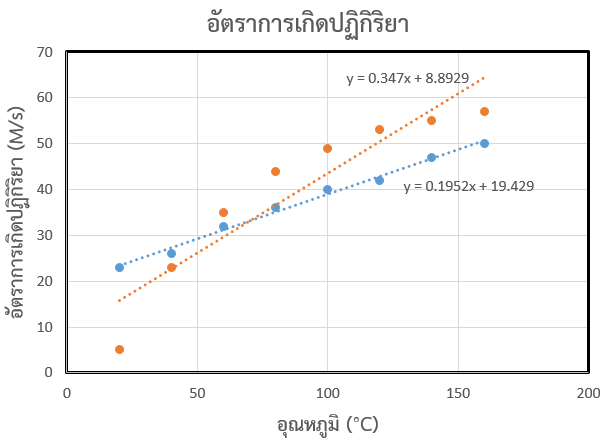 อัตราการเกิดปฏิกิริยา
70
60
50
40
30
20
10
0
อัตราการเกิดปฏิกิริยา (M/s)
y = 0.347x + 8.8929
y = 0.1952x + 19.429
0 50 100 150 200
อุณหภูมิ (°C)